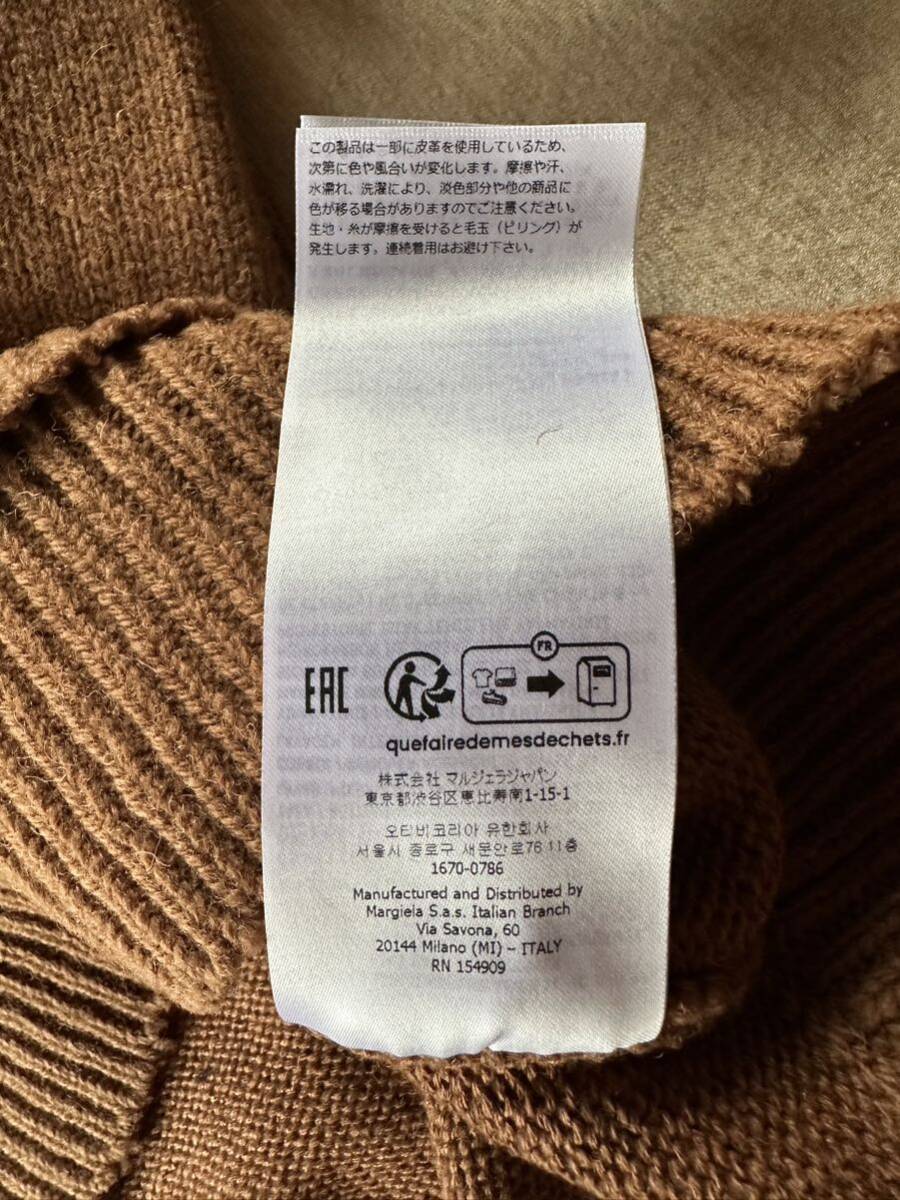 この製品は一部に皮革を使用しているため、
次第に色や風合いが変化します。摩擦や汗、
水濡れ、洗濯により、淡色部分や他の商品に
色が移る場合がありますのでご注意ください。
生地・糸が摩擦を受けると毛玉（ピリング）が
発生します。連続着用はお避け下さい。
EAC
FR
quefairedemesdechets.fr
株式会社 マルジェラジャパン
東京都渋谷区恵比寿南1-15-1
오티비코리아 유한회사
서울시 종로구 새문안로76 11층
1670-0786
Manufactured and Distributed by
Margiela S.a.s. Italian Branch
Via Savona, 60
20144 Milano (MI) – ITALY
RN 154909